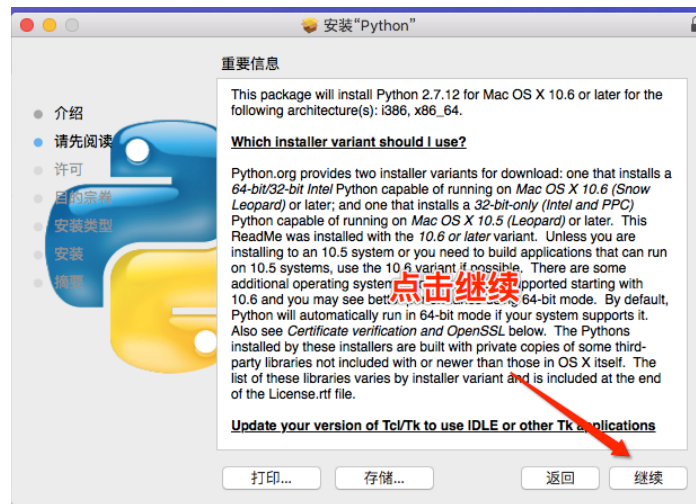 安装“Python”
重要信息
介绍
请先阅读
许可
目的宗卷
安装类型
安装
摘要
This package will install Python 2.7.12 for Mac OS X 10.6 or later for the
following architecture(s): i386, x86_64.
Which installer variant should I use?
Python.org provides two installer variants for download: one that installs a
64-bit/32-bit Intel Python capable of running on Mac OS X 10.6 (Snow
Leopard) or later; and one that installs a 32-bit-only (Intel and PPC)
Python capable of running on Mac OS X 10.5 (Leopard) or later. This
ReadMe was installed with the 10.6 or later variant. Unless you are
installing to an 10.5 system or you need to build applications that can run
on 10.5 systems, use the 10.6 variant if possible. There are some
additional operating system pported starting with
10.6 and you may see bet 64-bit mode. By default,
点击继续
Python will automatically run in 64-bit mode if your system supports it.
Also see Certificate verification and OpenSSL below. The Pythons
installed by these installers are built with private copies of some third-
party libraries not included with or newer than those in OS X itself. The
list of these libraries varies by installer variant and is included at the end
of the License.rtf file.
Update your version of Tcl/Tk to use IDLE or other Tk applications
打印... 存储... 返回 继续